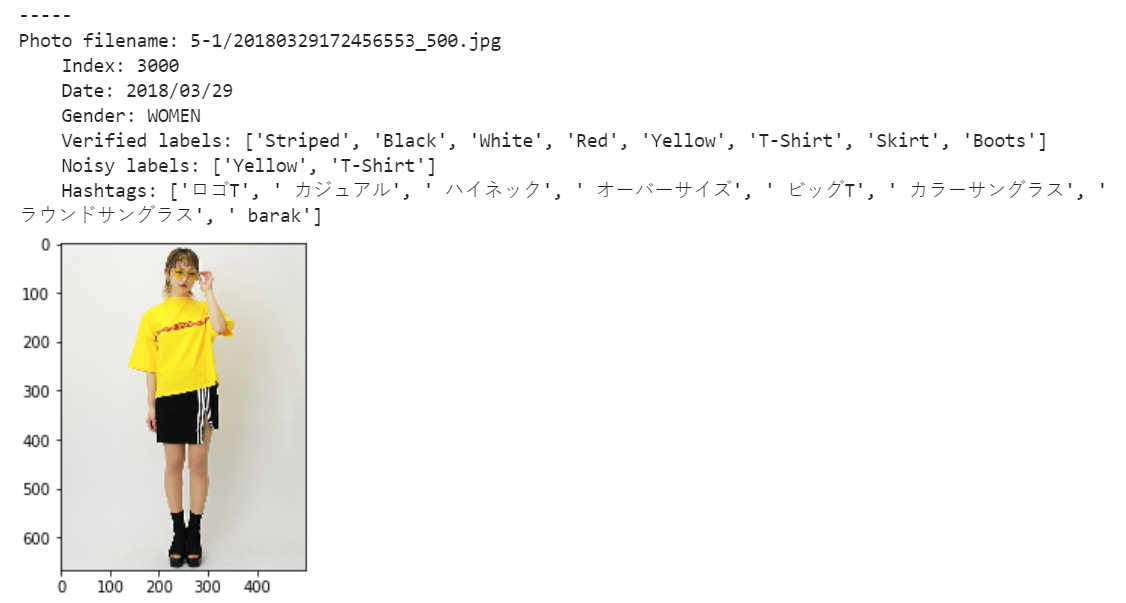 -----
Photo filename: 5-1/20180329172456553_500.jpg
Index: 3000
Date: 2018/03/29
Gender: WOMEN
Verified labels: ['Striped', 'Black', 'White', 'Red', 'Yellow', 'T-Shirt', 'Skirt', 'Boots']
Noisy labels: ['Yellow', 'T-Shirt']
Hashtags: ['ロゴT', ' カジュアル', ' ハイネック', ' オーバーサイズ', ' ビッグT', ' カラーサングラス', '
ラウンドサングラス', ' barak']
0
100
200
300
400
500
600
0 100 200 300 400